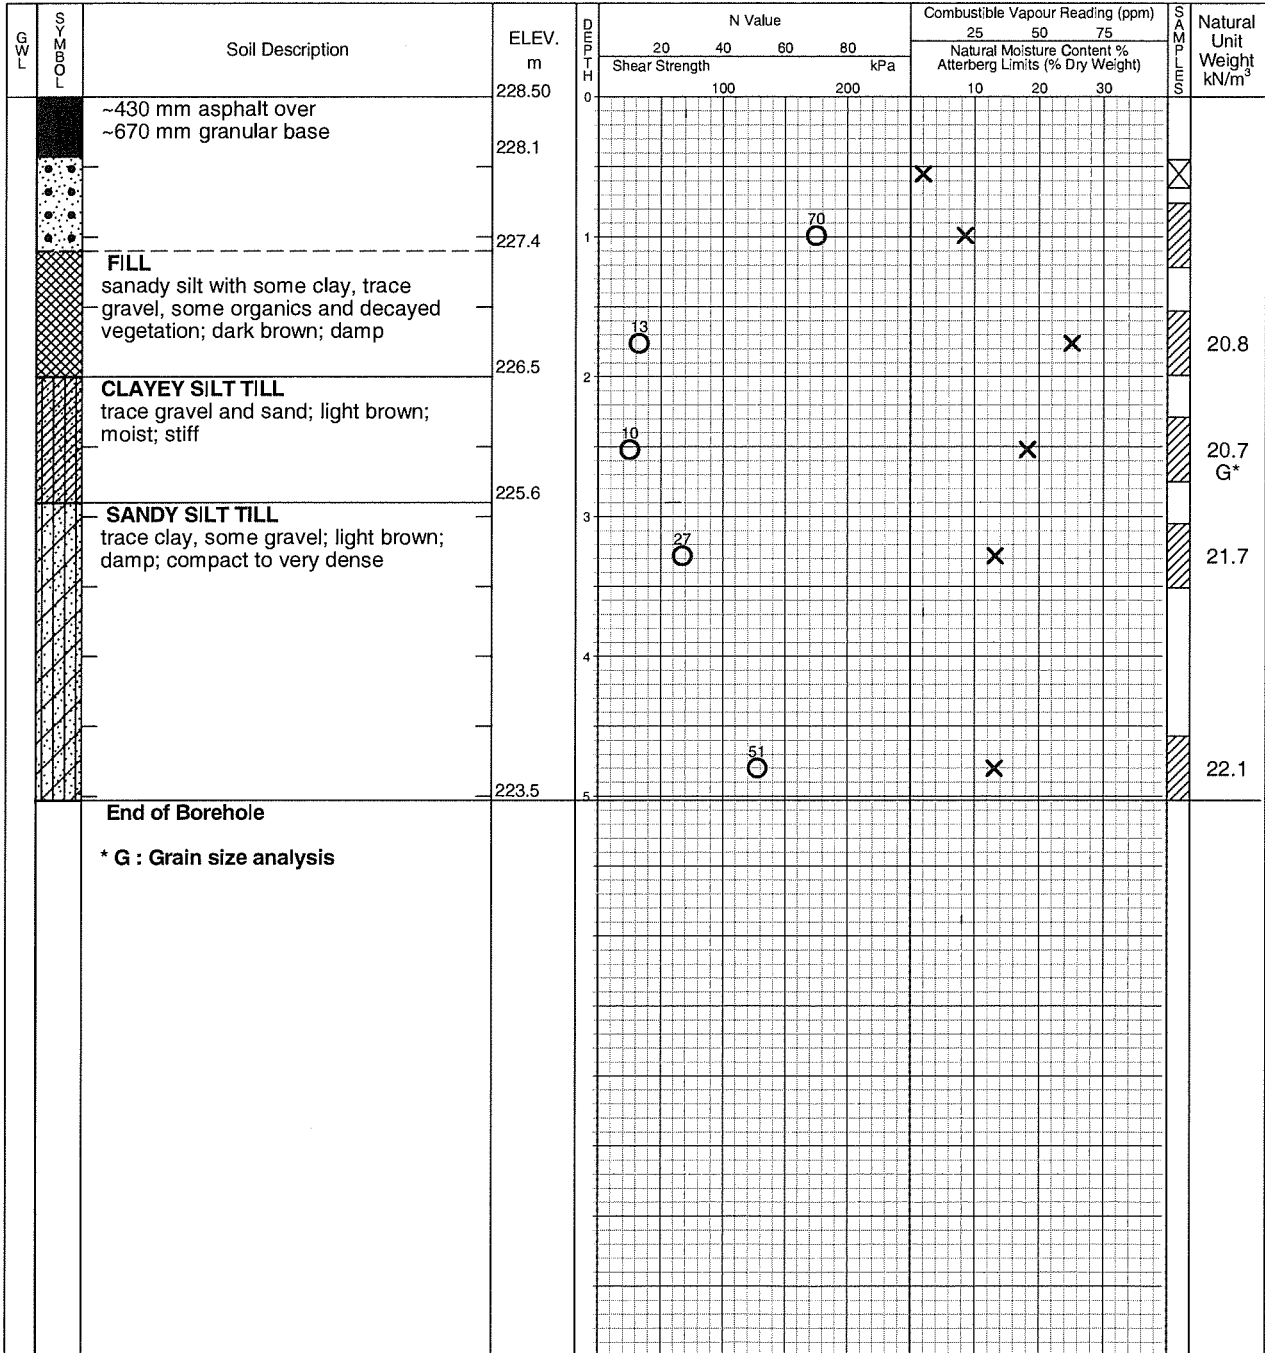 GWL
SYMBOL
Soil Description
ELEV.
m
DEPTH
N Value
20 40 60 80
Shear Strength kPa
100 200
Combustible Vapour Reading (ppm)
25 50 75
Natural Moisture Content %
Atterberg Limits (% Dry Weight)
10 20 30
SAMPLES
Natural
Unit
Weight
kN/m³
228.50
0
~430 mm asphalt over
~670 mm granular base
228.1
70
1
227.4
FILL
sanady silt with some clay, trace
gravel, some organics and decayed
vegetation; dark brown; damp
13
20.8
226.5
2
CLAYEY SILT TILL
trace gravel and sand; light brown;
moist; stiff
10
20.7
G*
225.6
SANDY SILT TILL
3
trace clay, some gravel; light brown;
damp; compact to very dense
27
21.7
4
51
22.1
223.5
5
End of Borehole
* G : Grain size analysis